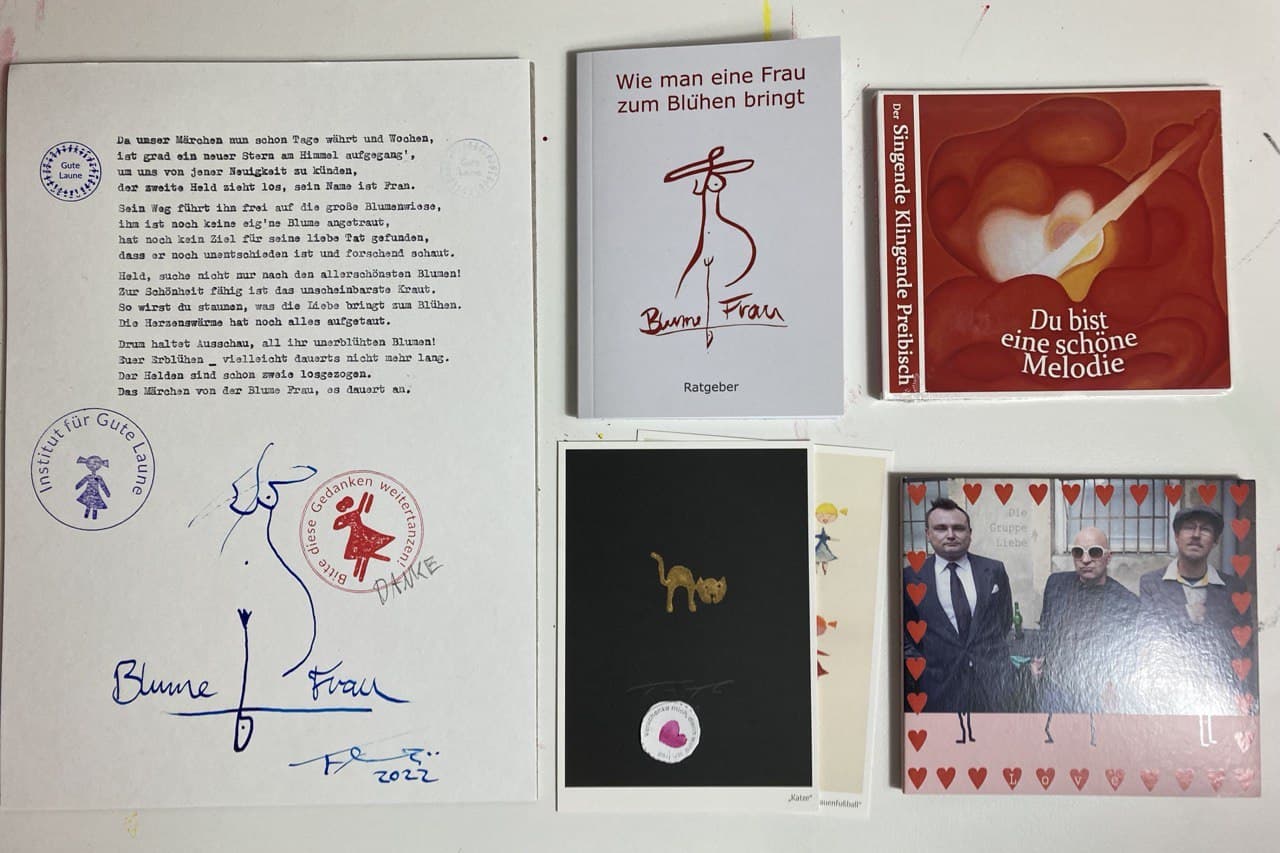 Gute
Laune
Gute
Laune
Da unser Märchen nun schon Tage währt und Wochen,
ist grad ein neuer Stern am Himmel aufgegang',
um uns von jener Neuigkeit zu künden,
der zweite Held zieht los, sein Name ist Fran.
Sein Weg führt ihn frei auf die große Blumenwiese,
ihm ist noch keine eig'ne Blume angetraut,
hat noch kein Ziel für seine liebe Tat gefunden,
dass er noch unentschieden ist und forschend schaut.
Held, suche nicht nur nach den allerschönsten Blumen!
Zur Schönheit fähig ist das unscheinbarste Kraut.
So wirst du staunen, was die Liebe bringt zum Blühen.
Die Herzenswärme hat noch alles aufgetaut.
Drum haltet Ausschau, all ihr unerblühten Blumen!
Euer Erblühen _ vielleicht dauerts nicht mehr lang.
Der Helden sind schon zweie losgezogen.
Das Märchen von der Blume Frau, es dauert an.
Institut für Gute Laune
Bitte diese Gedanken weitertanzen!
DANKE
Blume Frau
2022
Wie man eine Frau
zum Blühen bringt
Blume Frau
Ratgeber
Der Singende Klingende Preibisch
Du bist
eine schöne
Melodie
„Katze“
auenfußball“
Die
Gruppe
Liebe
Love